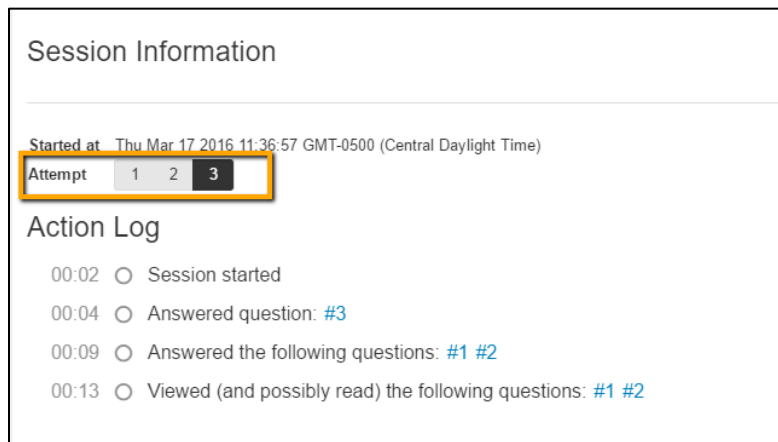 Session Information
Started at Thu Mar 17 2016 11:36:57 GMT-0500 (Central Daylight Time)
Attempt 1 2 3
Action Log
00:02 Session started
00:04 Answered question: #3
00:09 Answered the following questions: #1 #2
00:13 Viewed (and possibly read) the following questions: #1 #2